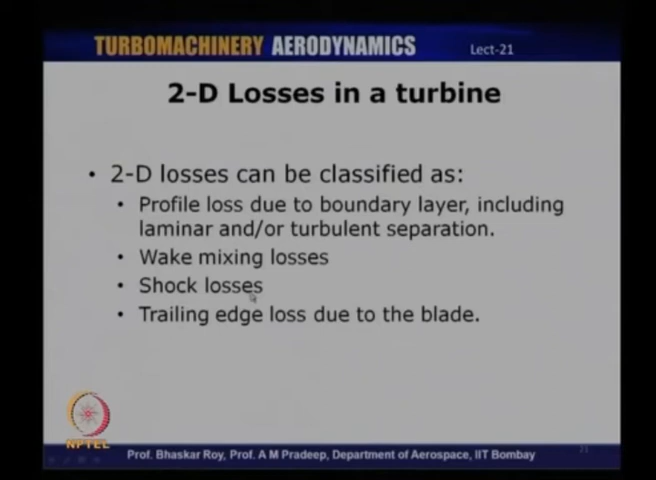 TURBOMACHINERY AERODYNAMICS
Lect-21
2-D Losses in a turbine
• 2-D losses can be classified as:
• Profile loss due to boundary layer, including
laminar and/or turbulent separation.
• Wake mixing losses
• Shock losses
• Trailing edge loss due to the blade.
NPTEL
Prof. Bhaskar Roy, Prof. A M Pradeep, Department of Aerospace, IIT Bombay